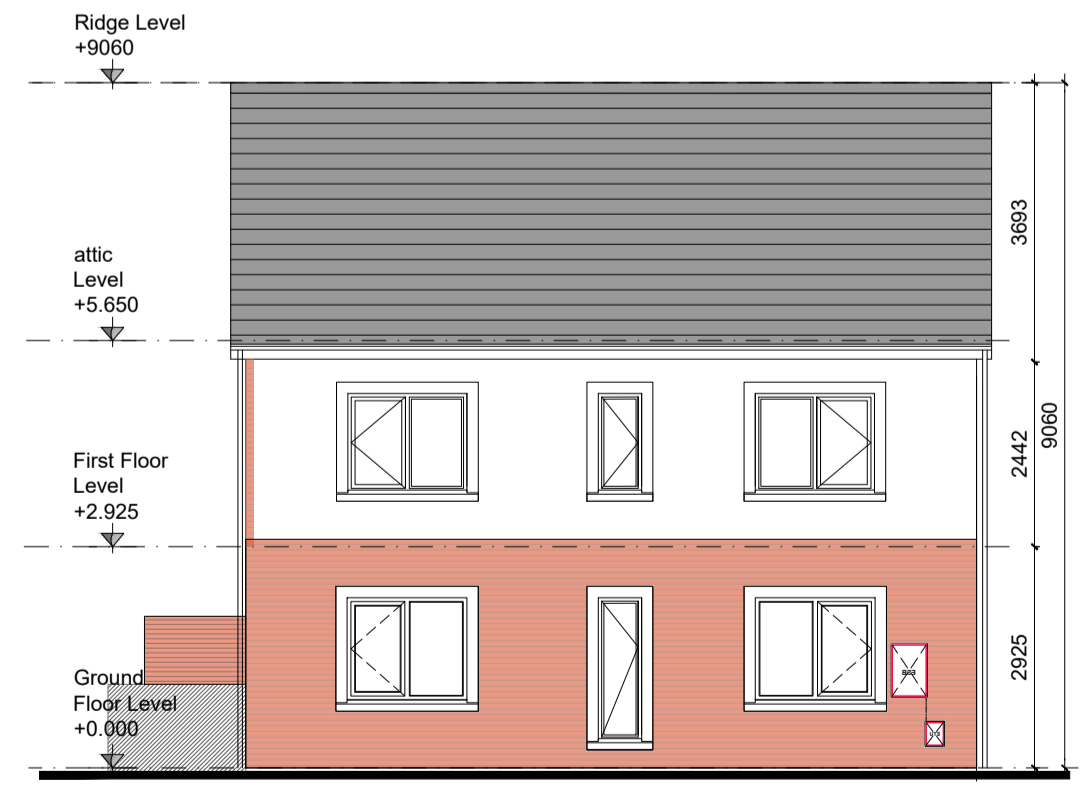 Ridge Level
+9060
attic
Level
+5.650
First Floor
Level
+2.925
Ground
Floor Level
+0.000
3693
2442
9060
2925